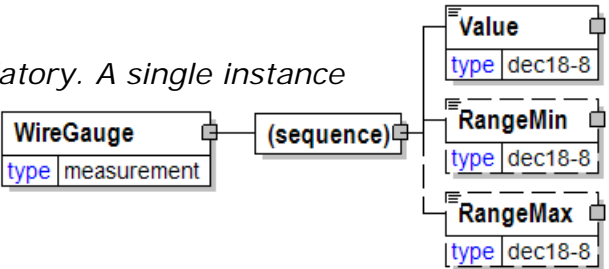 Value
type dec18-8
atory. A single instance
WireGauge
type measurement
(sequence)
RangeMin
type dec18-8
RangeMax
type dec18-8